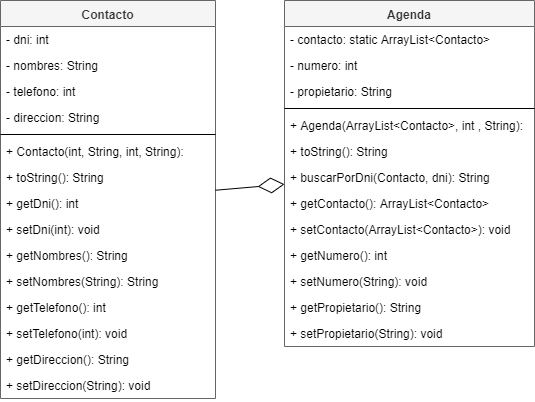 Contacto
- dni: int
- nombres: String
- telefono: int
- direccion: String
+ Contacto(int, String, int, String):
+ toString(): String
+ getDni(): int
+ setDni(int): void
+ getNombres(): String
+ setNombres(String): String
+ getTelefono(): int
+ setTelefono(int): void
+ getDireccion(): String
+ setDireccion(String): void
Agenda
- contacto: static ArrayList<Contacto>
- numero: int
- propietario: String
+ Agenda(ArrayList<Contacto>, int , String):
+ toString(): String
+ buscarPorDni(Contacto, dni): String
+ getContacto(): ArrayList<Contacto>
+ setContacto(ArrayList<Contacto>): void
+ getNumero(): int
+ setNumero(String): void
+ getPropietario(): String
+ setPropietario(String): void